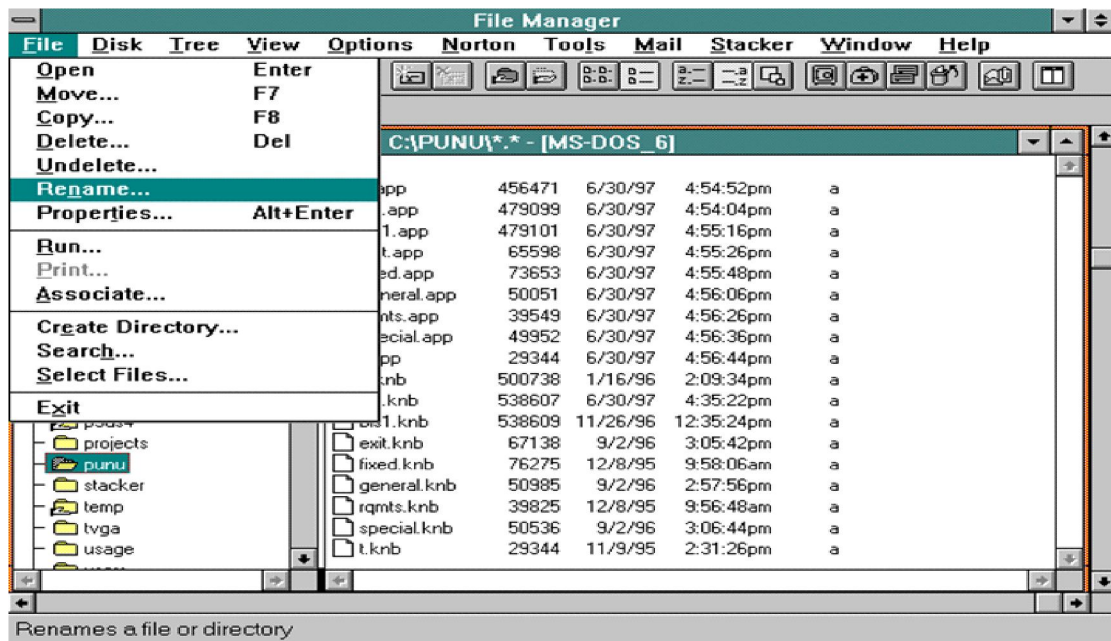 File Manager
File Disk Tree View Options Norton Tools Mail Stacker Window Help
Open Enter
Move... F7
Copy... F8
Delete... Del
Undelete...
Rename...
Properties... Alt+Enter
Run...
Print...
Associate...
Create Directory...
Search...
Select Files...
Exit
projects
punu
stacker
temp
tvga
usage
C:\PUNU\*.* - [MS-DOS_6]
app 456471 6/30/97 4:54:52pm a
.app 479099 6/30/97 4:54:04pm a
1.app 479101 6/30/97 4:55:16pm a
t.app 65598 6/30/97 4:55:26pm a
ed.app 73653 6/30/97 4:55:48pm a
neral.app 50051 6/30/97 4:56:06pm a
nts.app 39549 6/30/97 4:56:26pm a
ecial.app 49952 6/30/97 4:56:36pm a
pp 29344 6/30/97 4:56:44pm a
.knb 500738 1/16/96 2:09:34pm a
.knb 538607 6/30/97 4:35:22pm a
bis1.knb 538609 11/26/96 12:35:24pm a
exit.knb 67138 9/2/96 3:05:42pm a
fixed.knb 76275 12/8/95 9:58:06am a
general.knb 50985 9/2/96 2:57:56pm a
rqmts.knb 39825 12/8/95 9:56:48am a
special.knb 50536 9/2/96 3:06:44pm a
t.knb 29344 11/9/95 2:31:26pm a
Renames a file or directory